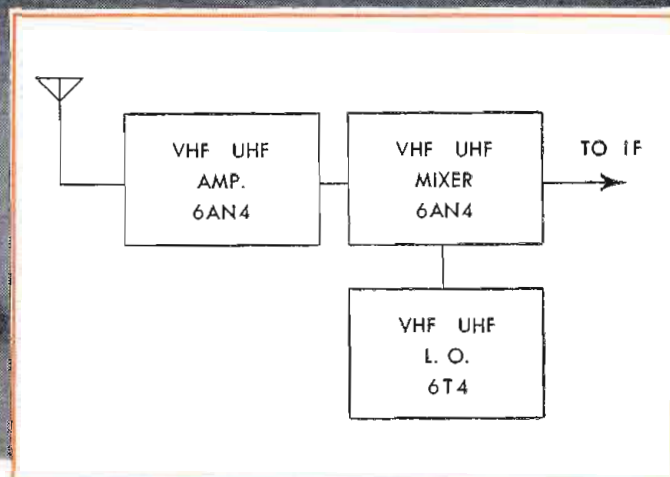 VHF UHF
AMP.
6AN4
VHF UHF
MIXER
6AN4
TO IF
VHF UHF
L. O.
6T4